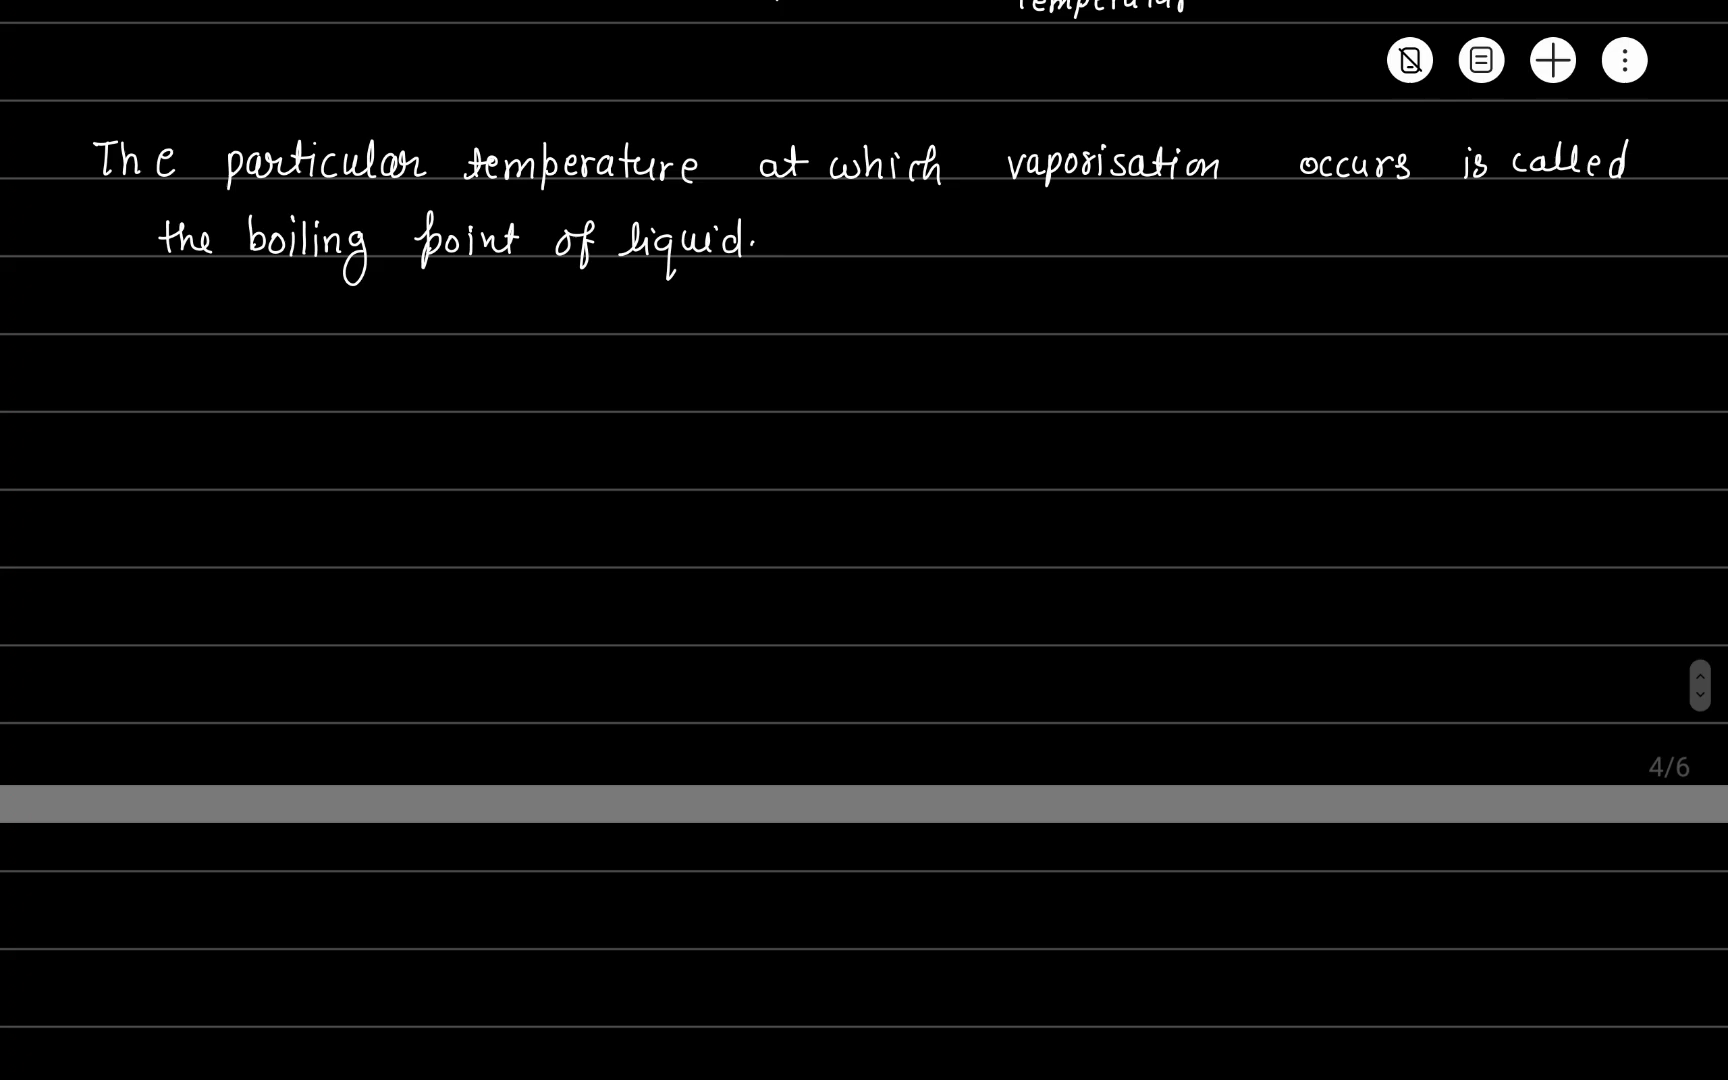 The particular temperature at which vaporisation occurs is called
the boiling point of liquid.
4/6